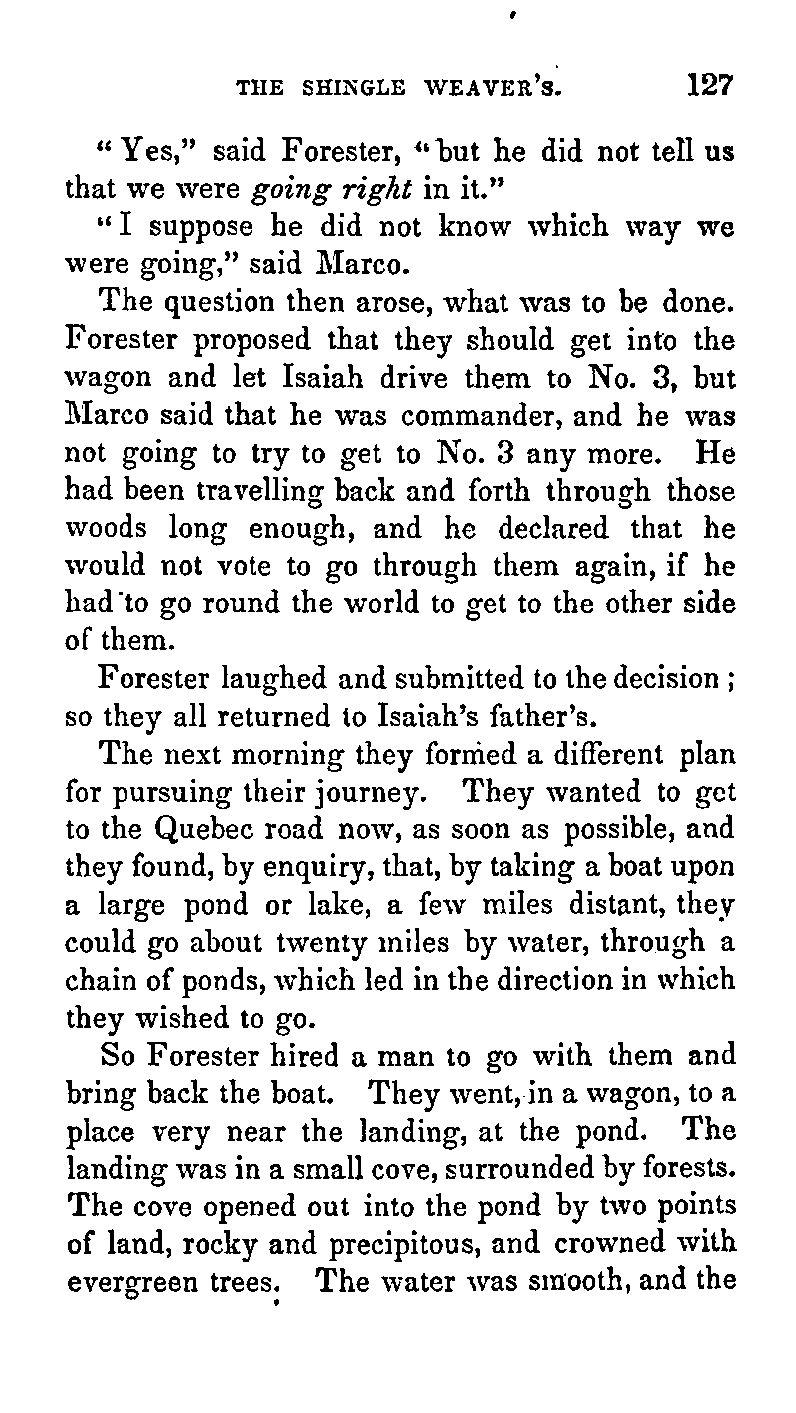 THE SHINGLE WEAVER'S. 127
“Yes,” said Forester, “but he did not tell us
that we were going right in it.”
“I suppose he did not know which way we
were going,” said Marco.
The question then arose, what was to be done.
Forester proposed that they should get into the
wagon and let Isaiah drive them to No. 3, but
Marco said that he was commander, and he was
not going to try to get to No. 3 any more. He
had been travelling back and forth through those
woods long enough, and he declared that he
would not vote to go through them again, if he
had to go round the world to get to the other side
of them.
Forester laughed and submitted to the decision ;
so they all returned to Isaiah's father's.
The next morning they formed a different plan
for pursuing their journey. They wanted to get
to the Quebec road now, as soon as possible, and
they found, by enquiry, that, by taking a boat upon
a large pond or lake, a few miles distant, they
could go about twenty miles by water, through a
chain of ponds, which led in the direction in which
they wished to go.
So Forester hired a man to go with them and
bring back the boat. They went, in a wagon, to a
place very near the landing, at the pond. The
landing was in a small cove, surrounded by forests.
The cove opened out into the pond by two points
of land, rocky and precipitous, and crowned with
evergreen trees. The water was smooth, and the